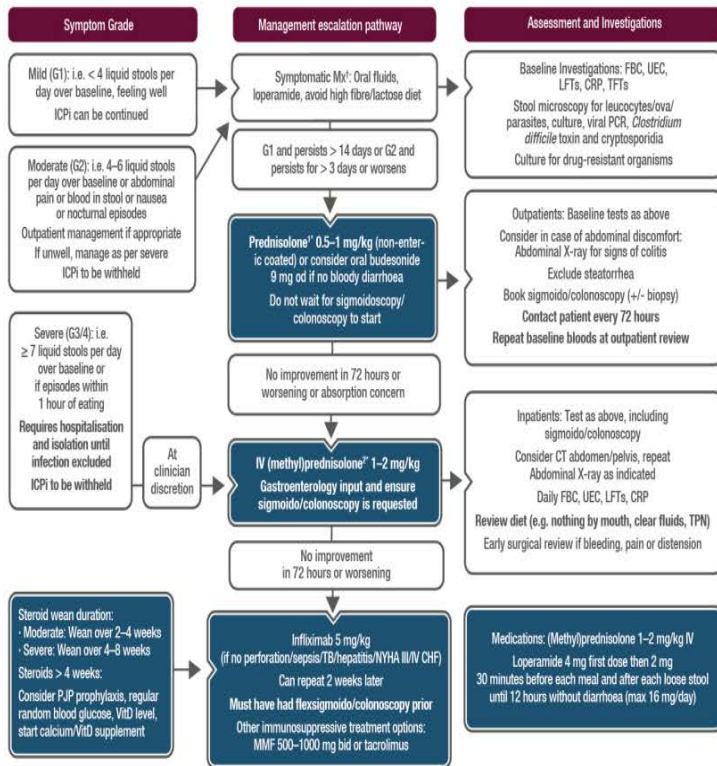 Symptom Grade
Mild (G1): i.e. < 4 liquid stools per
day over baseline, feeling well
ICPi can be continued
Moderate (G2): i.e. 4–6 liquid stools
per day over baseline or abdominal
pain or blood in stool or nausea
or nocturnal episodes
Outpatient management if appropriate
If unwell, manage as per severe
ICPi to be withheld
Severe (G3/4): i.e.
≥ 7 liquid stools per day
over baseline or
if episodes within
1 hour of eating
Requires hospitalisation
and isolation until
infection excluded
ICPi to be withheld
At
clinician
discretion
Steroid wean duration:
· Moderate: Wean over 2–4 weeks
· Severe: Wean over 4–8 weeks
Steroids > 4 weeks:
Consider PJP prophylaxis, regular
random blood glucose, VitD level,
start calcium/VitD supplement
Management escalation pathway
Symptomatic Mx†: Oral fluids,
loperamide, avoid high fibre/lactose diet
G1 and persists > 14 days or G2 and
persists for > 3 days or worsens
Prednisolone¹* 0.5–1 mg/kg (non-enter-
ic coated) or consider oral budesonide
9 mg od if no bloody diarrhoea
Do not wait for sigmoidoscopy/
colonoscopy to start
No improvement in 72 hours or
worsening or absorption concern
IV (methyl)prednisolone²* 1–2 mg/kg
Gastroenterology input and ensure
sigmoido/colonoscopy is requested
No improvement
in 72 hours or worsening
Infliximab 5 mg/kg
(if no perforation/sepsis/TB/hepatitis/NYHA III/IV CHF)
Can repeat 2 weeks later
Must have had flexsigmoido/colonoscopy prior
Other immunosuppressive treatment options:
MMF 500–1000 mg bid or tacrolimus
Assessment and Investigations
Baseline Investigations: FBC, UEC,
LFTs, CRP, TFTs
Stool microscopy for leucocytes/ova/
parasites, culture, viral PCR, Clostridium
difficile toxin and cryptosporidia
Culture for drug-resistant organisms
Outpatients: Baseline tests as above
Consider in case of abdominal discomfort:
Abdominal X-ray for signs of colitis
Exclude steatorrhea
Book sigmoido/colonoscopy (+/- biopsy)
Contact patient every 72 hours
Repeat baseline bloods at outpatient review
Inpatients: Test as above, including
sigmoido/colonoscopy
Consider CT abdomen/pelvis, repeat
Abdominal X-ray as indicated
Daily FBC, UEC, LFTs, CRP
Review diet (e.g. nothing by mouth, clear fluids, TPN)
Early surgical review if bleeding, pain or distension
Medications: (Methyl)prednisolone 1–2 mg/kg IV
Loperamide 4 mg first dose then 2 mg
30 minutes before each meal and after each loose stool
until 12 hours without diarrhoea (max 16 mg/day)